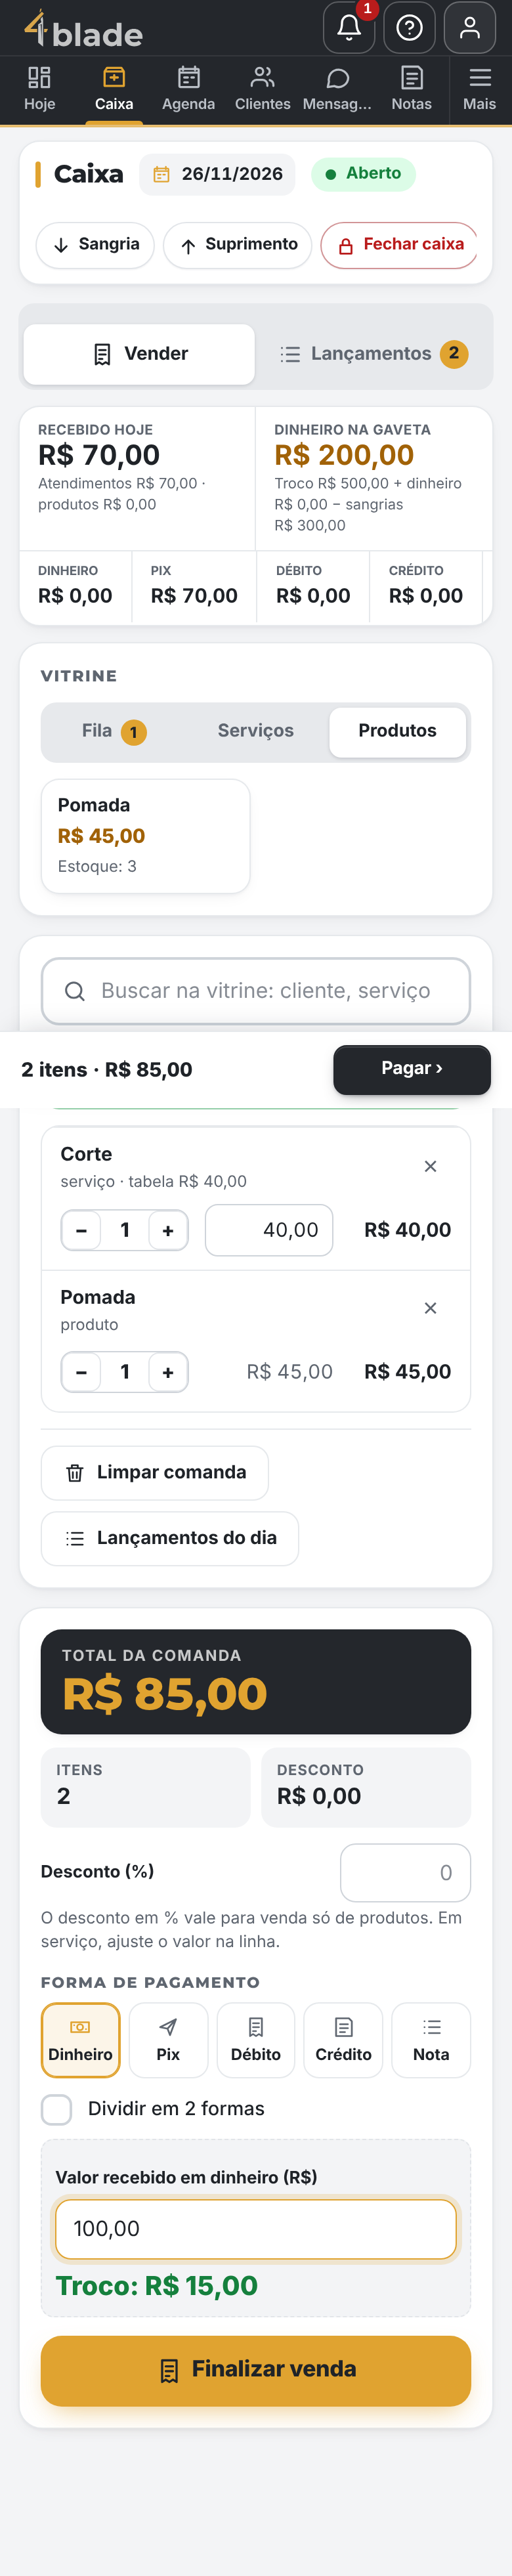 4blade
1
Hoje
Caixa
Agenda
Clientes
Mensag...
Notas
Mais
Caixa
26/11/2026
Aberto
Sangria
Suprimento
Fechar caixa
Vender
Lançamentos 2
RECEBIDO HOJE
R$ 70,00
Atendimentos R$ 70,00 ·
produtos R$ 0,00
DINHEIRO NA GAVETA
R$ 200,00
Troco R$ 500,00 + dinheiro
R$ 0,00 − sangrias
R$ 300,00
DINHEIRO
R$ 0,00
PIX
R$ 70,00
DÉBITO
R$ 0,00
CRÉDITO
R$ 0,00
VITRINE
Fila 1
Serviços
Produtos
Pomada
R$ 45,00
Estoque: 3
Buscar na vitrine: cliente, serviço
2 itens · R$ 85,00
Pagar ›
Corte
×
serviço · tabela R$ 40,00
− 1 +
40,00
R$ 40,00
Pomada
×
produto
− 1 +
R$ 45,00
R$ 45,00
Limpar comanda
Lançamentos do dia
TOTAL DA COMANDA
R$ 85,00
ITENS
2
DESCONTO
R$ 0,00
Desconto (%)
0
O desconto em % vale para venda só de produtos. Em
serviço, ajuste o valor na linha.
FORMA DE PAGAMENTO
Dinheiro
Pix
Débito
Crédito
Nota
Dividir em 2 formas
Valor recebido em dinheiro (R$)
100,00
Troco: R$ 15,00
Finalizar venda